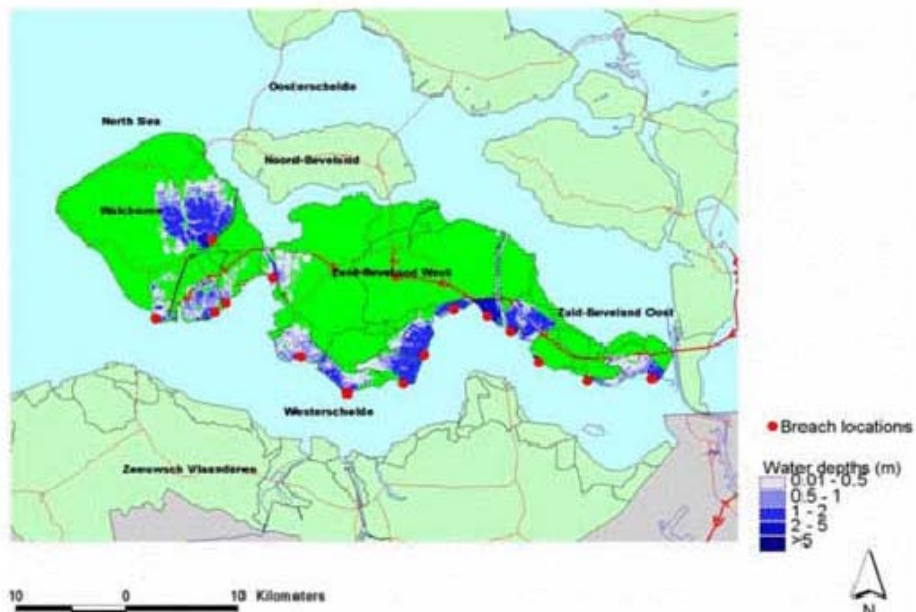 Oosterschelde
North Sea
Noord-Beveland
Walcheren
Zuid-Beveland West
Zuid-Beveland Oost
Westerschelde
Zeeuwsch Vlaanderen
Breach locations
Water depths (m)
0.01 - 0.5
0.5 - 1
1 - 2
2 - 5
>5
10 0 10 Kilometers
N